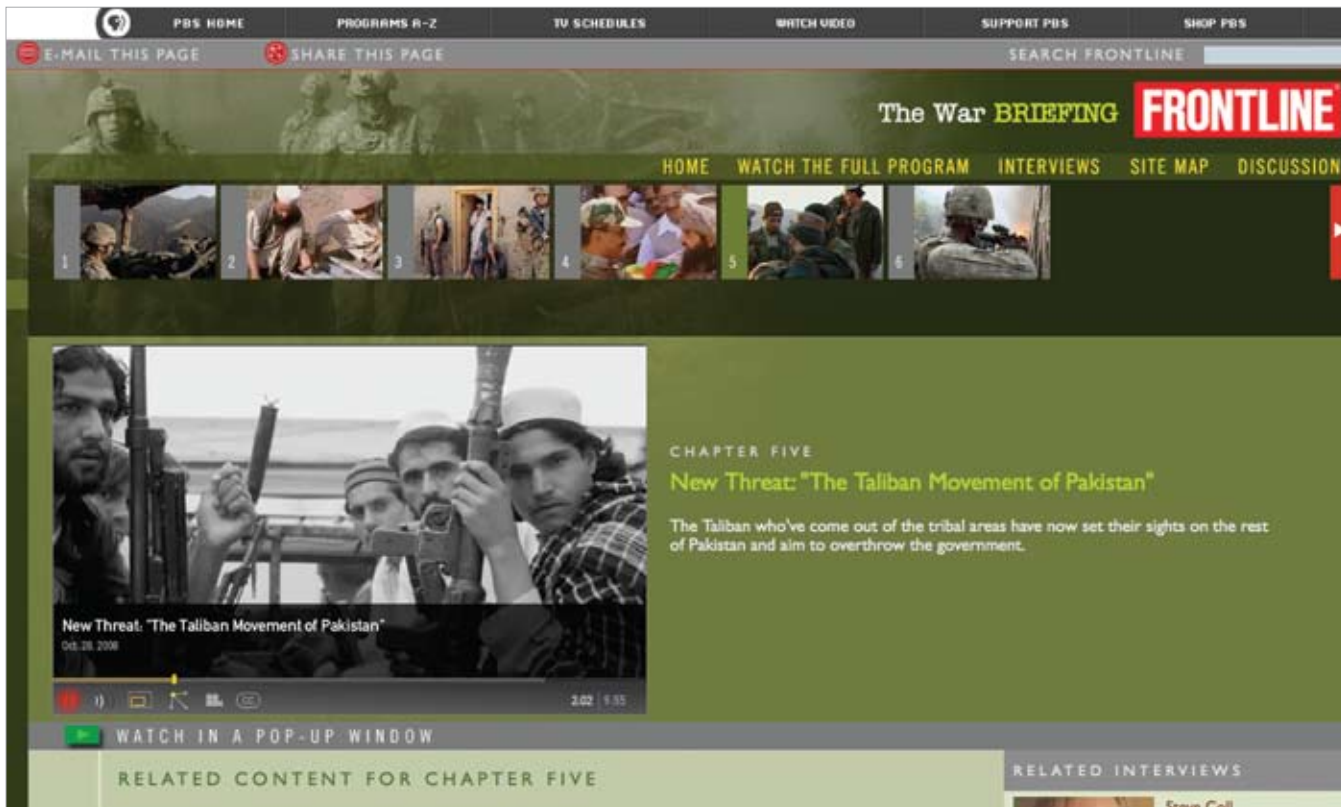 PBS HOME
PROGRAMS A-Z
TV SCHEDULES
WATCH VIDEO
SUPPORT PBS
SHOP PBS
E-MAIL THIS PAGE
SHARE THIS PAGE
SEARCH FRONTLINE
The War BRIEFING
FRONTLINE
HOME
WATCH THE FULL PROGRAM
INTERVIEWS
SITE MAP
DISCUSSION
1
2
3
4
5
6
CHAPTER FIVE
New Threat: "The Taliban Movement of Pakistan"
The Taliban who've come out of the tribal areas have now set their sights on the rest
of Pakistan and aim to overthrow the government.
New Threat: "The Taliban Movement of Pakistan"
Oct. 28, 2008
CC
2:02 | 9:55
WATCH IN A POP-UP WINDOW
RELATED CONTENT FOR CHAPTER FIVE
RELATED INTERVIEWS
Steve Coll